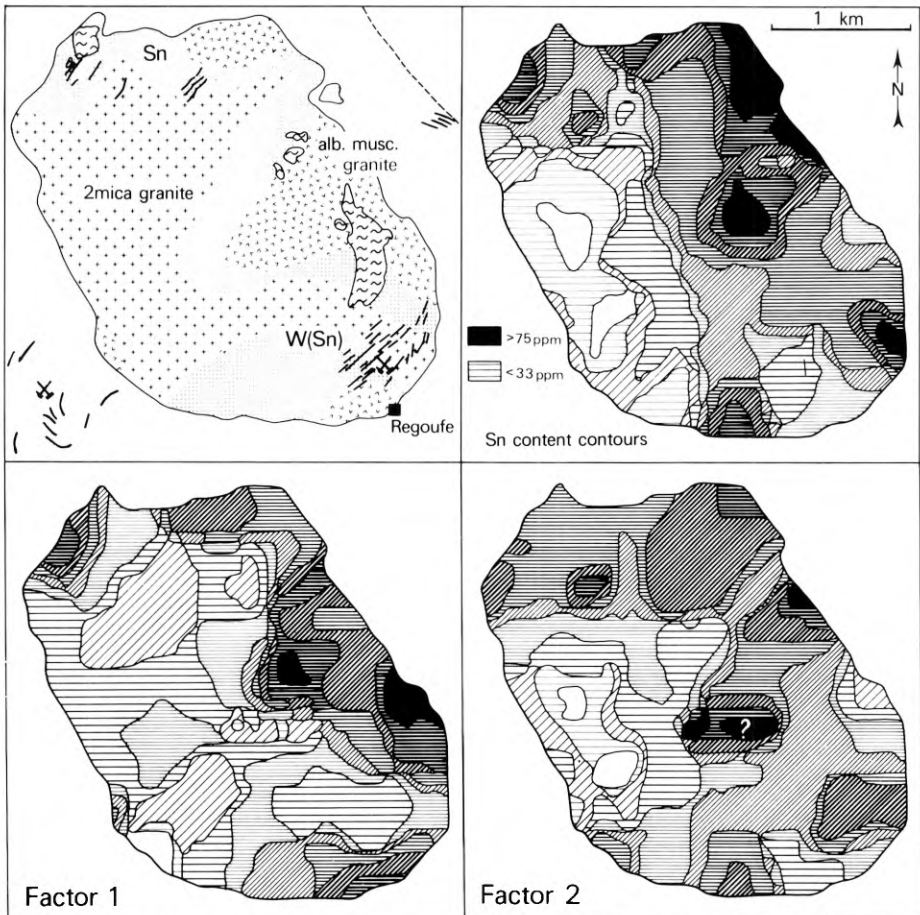 Sn
alb. musc.
granite
2mica granite
W(Sn)
Regoufe
1 km
N
>75ppm
<33ppm
Sn content contours
Factor 1
?
Factor 2